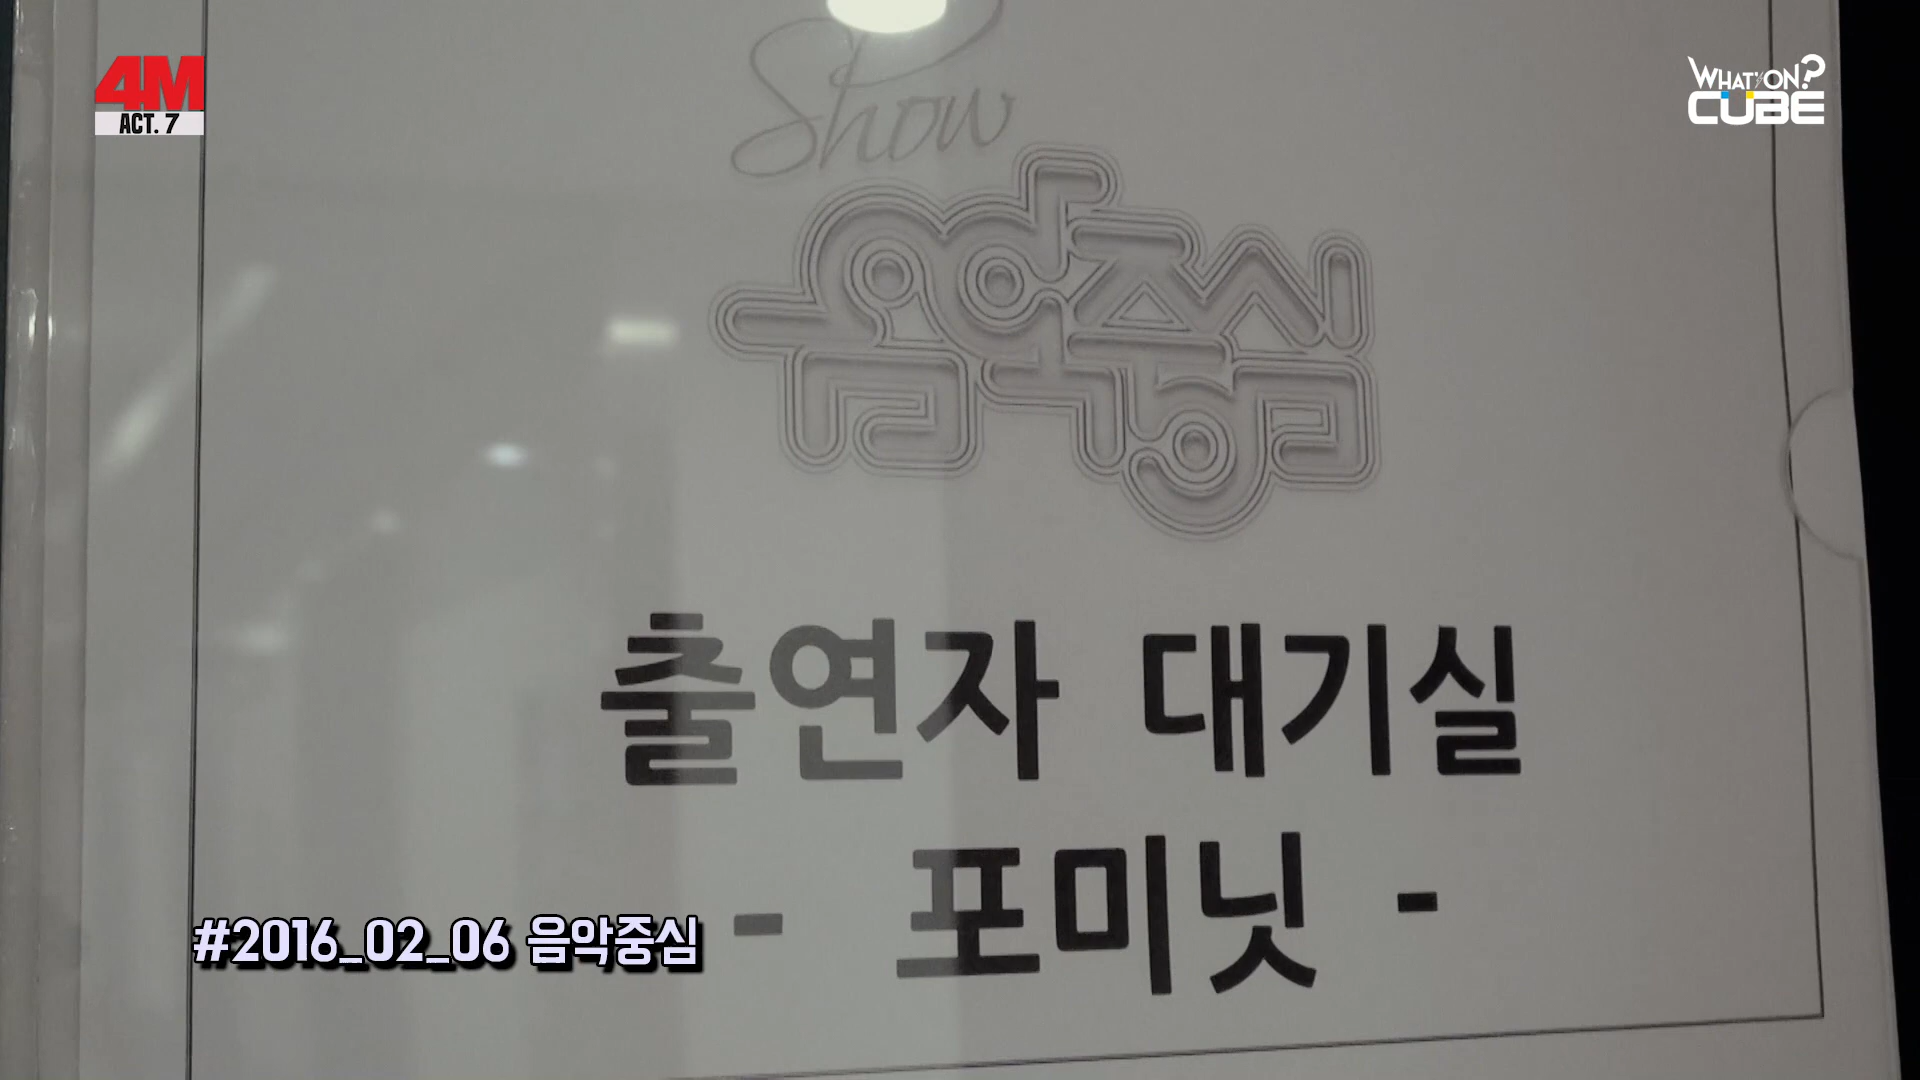 4M
ACT. 7
WHAT'S ON?
CUBE
Show
음악중심
출연자 대기실
- 포미닛 -
#2016_02_06 음악중심